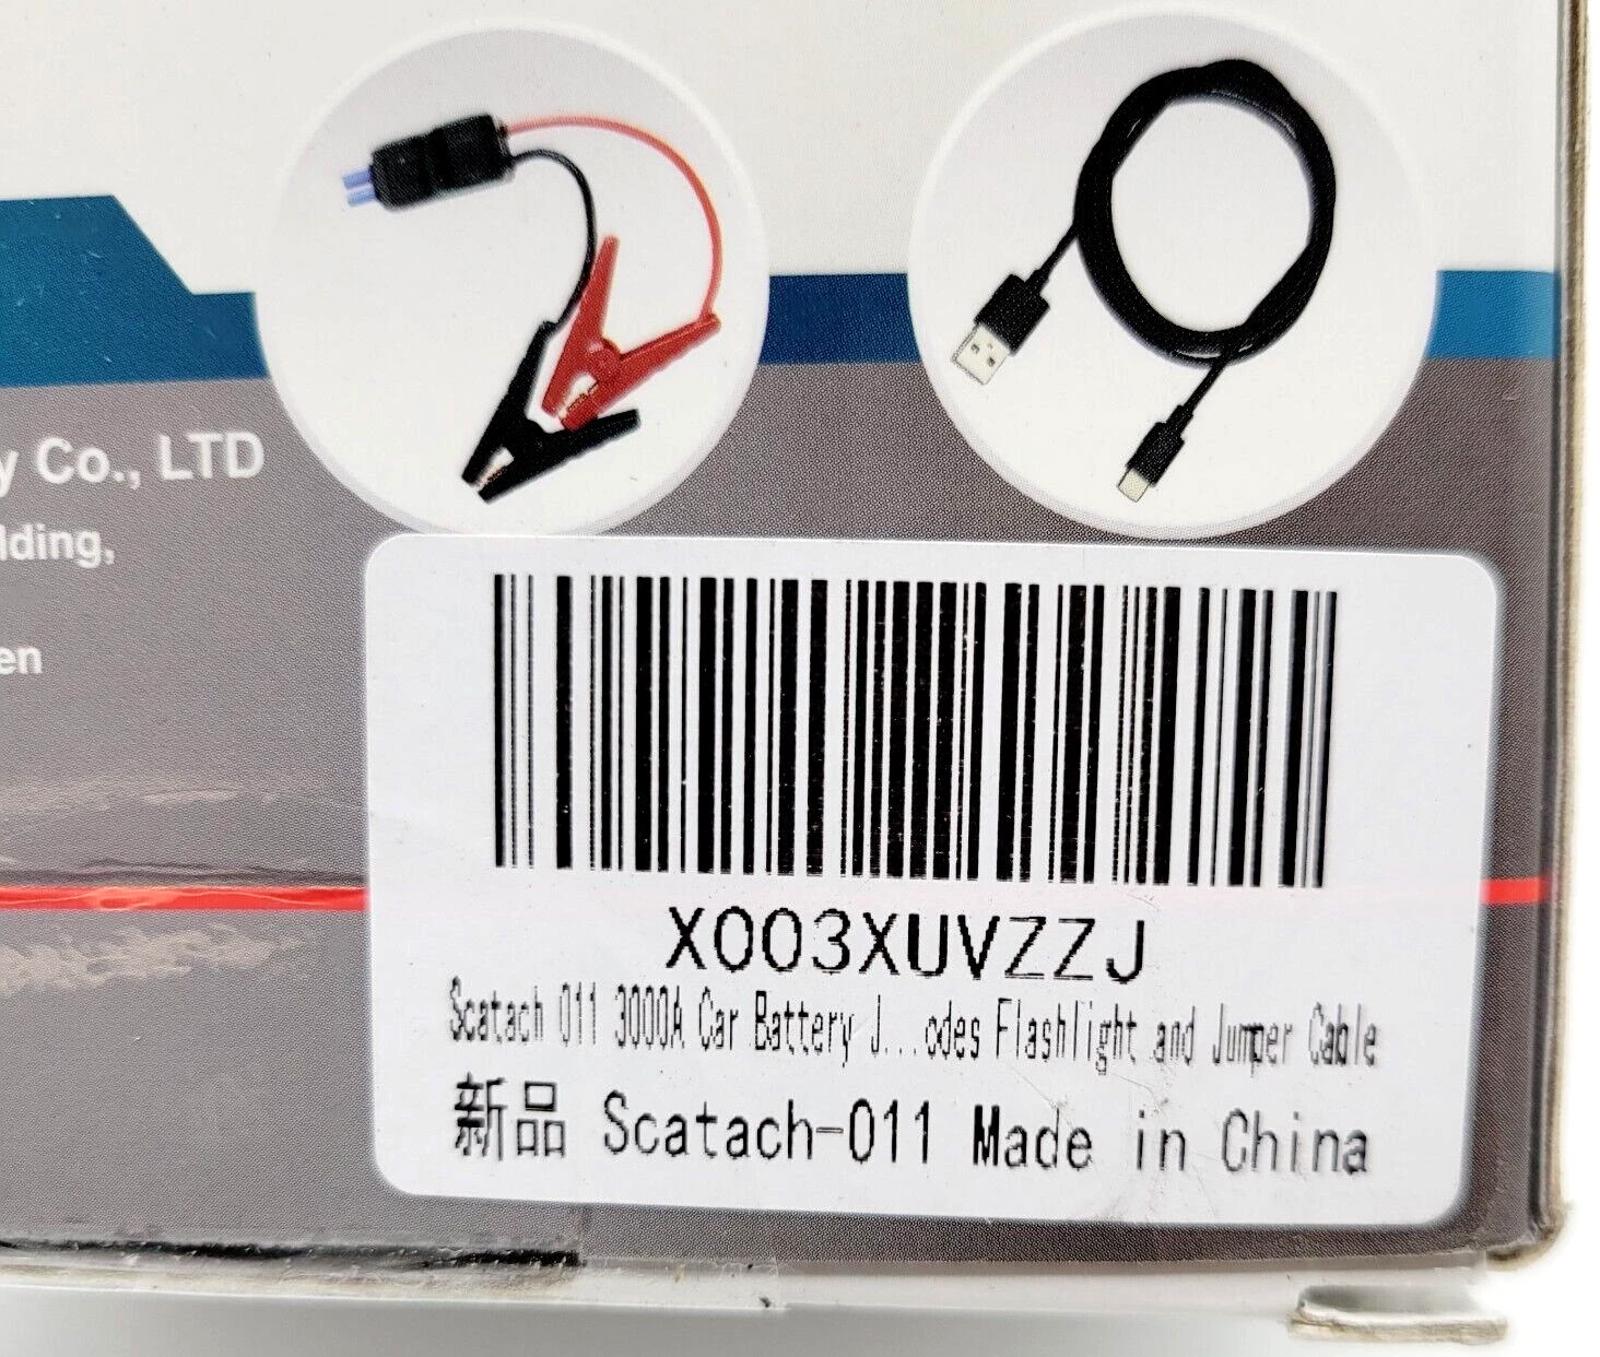 y Co., LTD
lding,
en
X003XUVZZJ
Scatach 011 3000A Car Battery J...odes Flashlight and Jumper Cable
新品 Scatach-011 Made in China